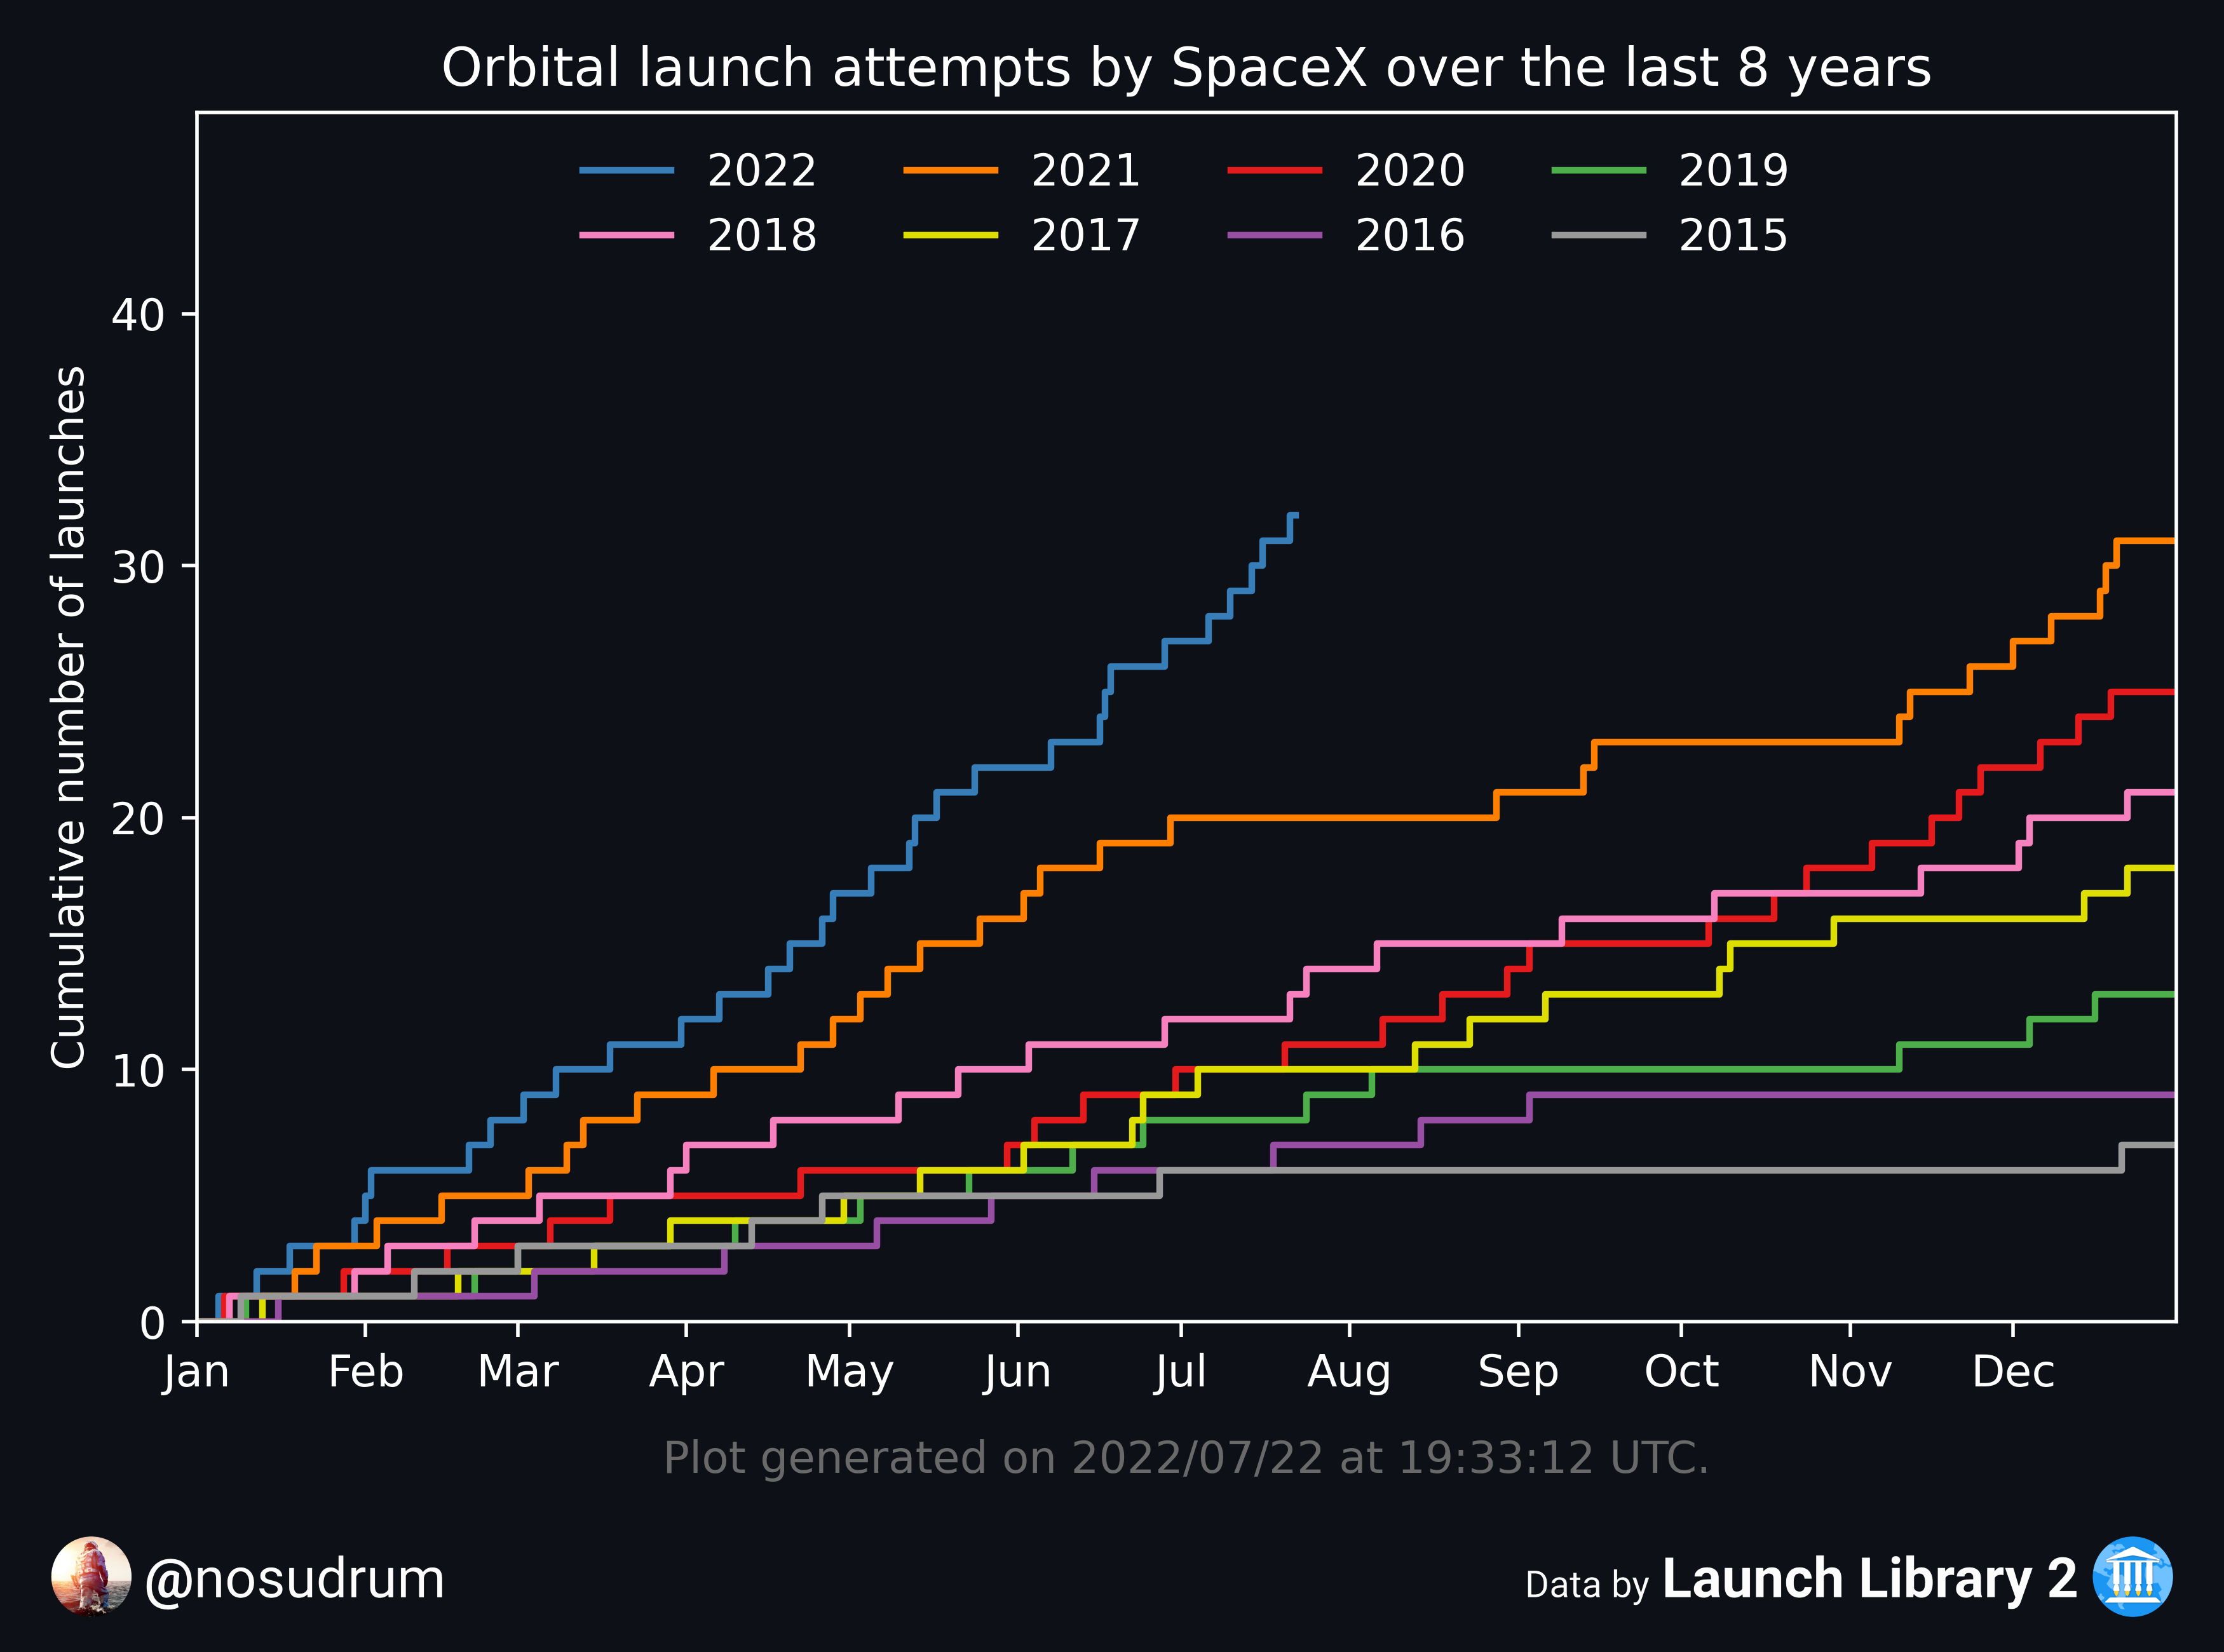 Orbital launch attempts by SpaceX over the last 8 years
2022 2021 2020 2019
2018 2017 2016 2015
Cumulative number of launches
40
30
20
10
0
Jan Feb Mar Apr May Jun Jul Aug Sep Oct Nov Dec
Plot generated on 2022/07/22 at 19:33:12 UTC.
@nosudrum
Data by Launch Library 2